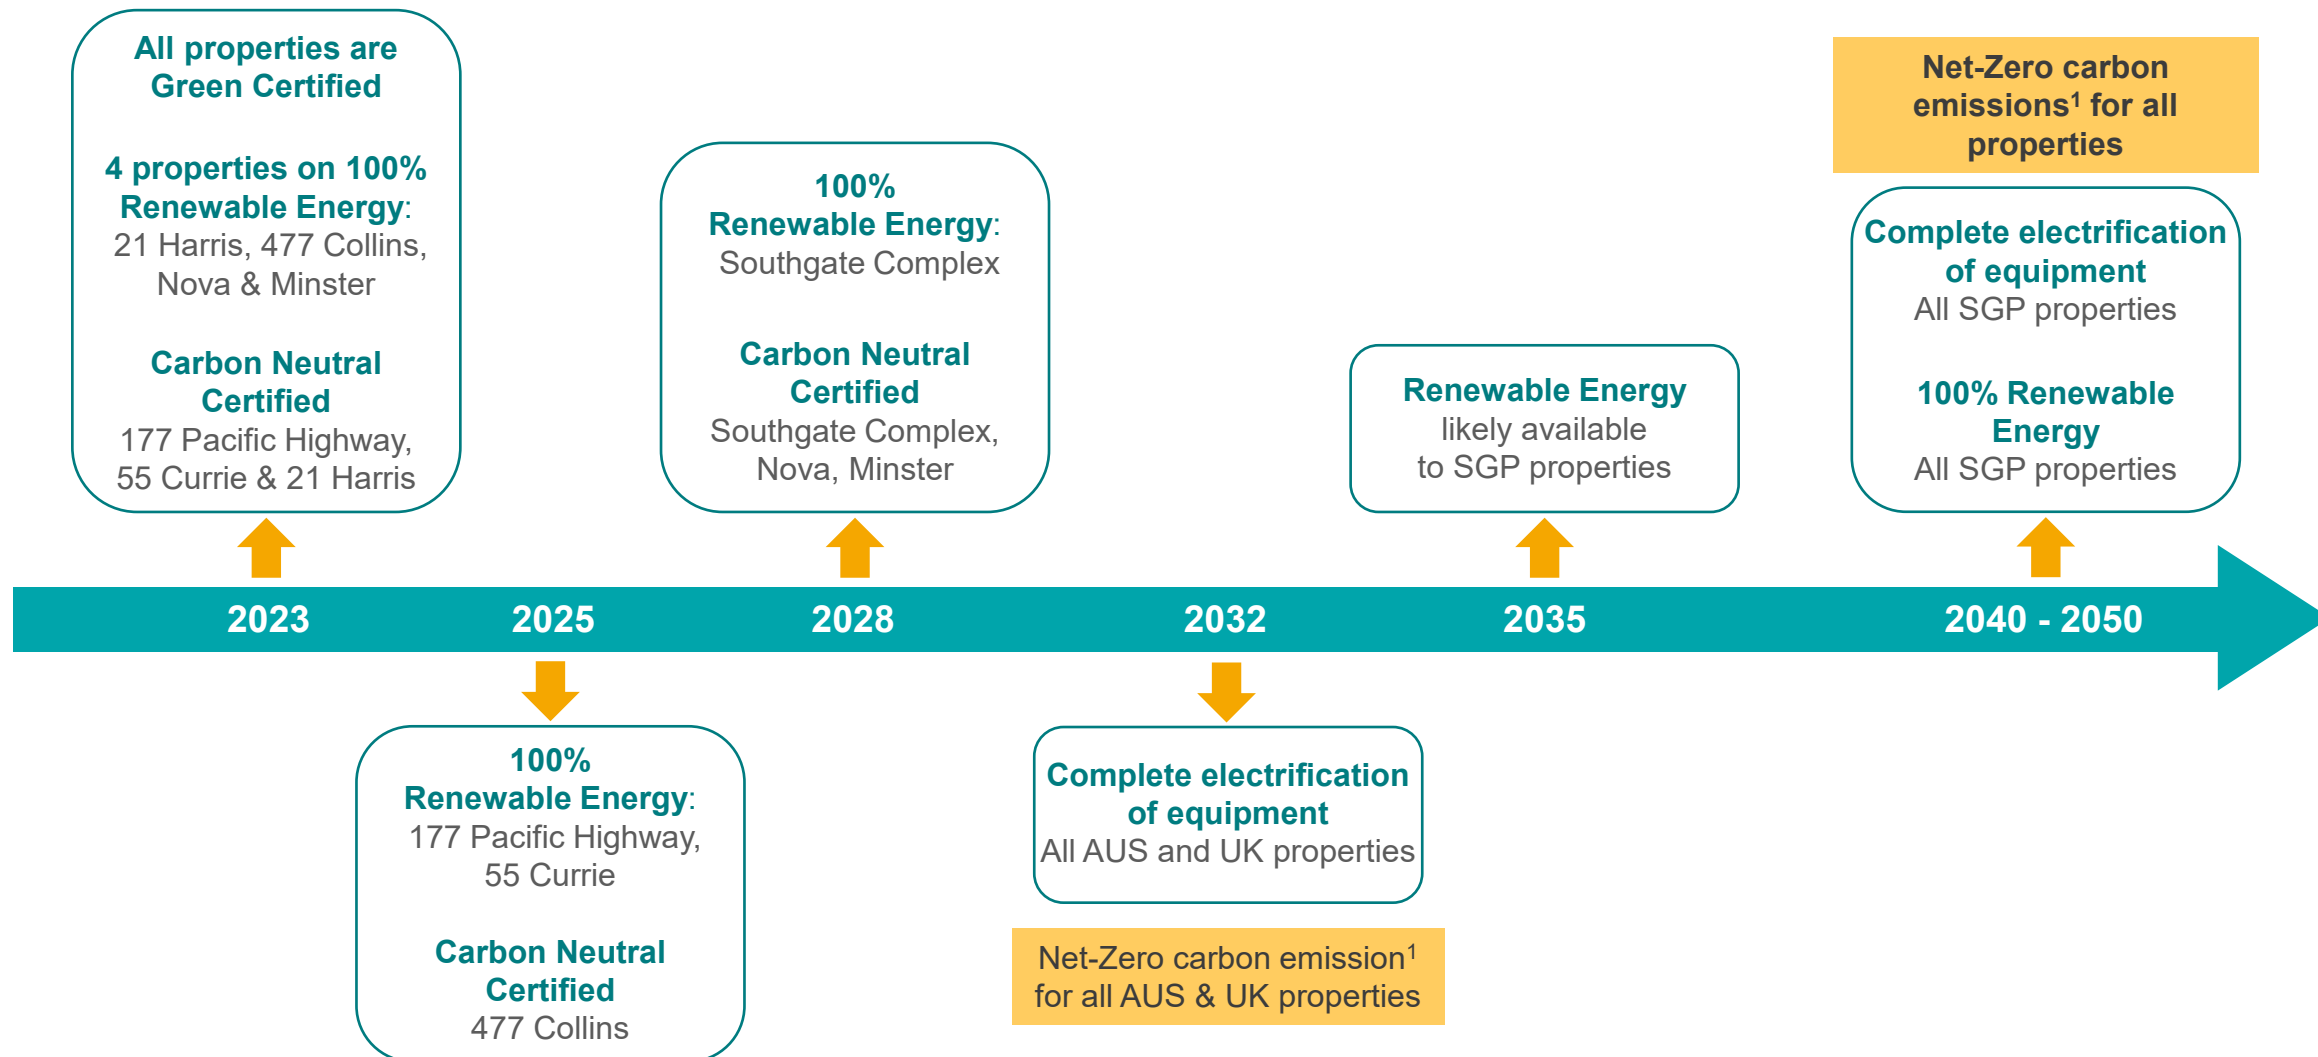 All properties are
Green Certified
4 properties on 100%
Renewable Energy:
21 Harris, 477 Collins,
Nova & Minster
Carbon Neutral
Certified
177 Pacific Highway,
55 Currie & 21 Harris
100%
Renewable Energy:
Southgate Complex
Carbon Neutral
Certified
Southgate Complex,
Nova, Minster
Renewable Energy
likely available
to SGP properties
Net-Zero carbon
emissions¹ for all
properties
Complete electrification
of equipment
All SGP properties
100% Renewable
Energy
All SGP properties
2023 2025 2028 2032 2035 2040 - 2050
100%
Renewable Energy:
177 Pacific Highway,
55 Currie
Carbon Neutral
Certified
477 Collins
Complete electrification
of equipment
All AUS and UK properties
Net-Zero carbon emission¹
for all AUS & UK properties